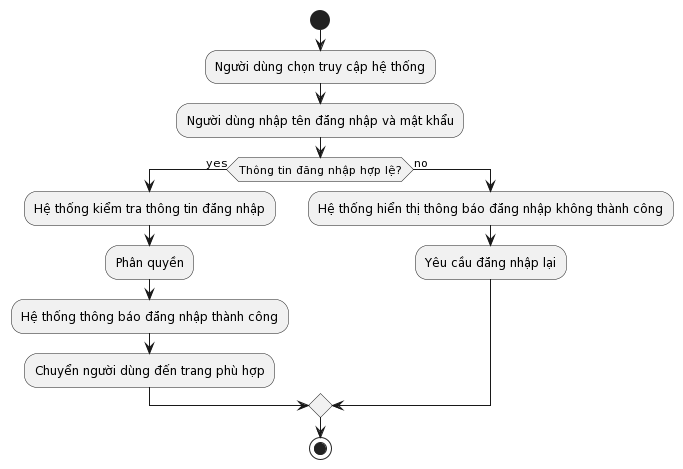 Người dùng chọn truy cập hệ thống
Người dùng nhập tên đăng nhập và mật khẩu
Thông tin đăng nhập hợp lệ?
yes
no
Hệ thống kiểm tra thông tin đăng nhập
Phân quyền
Hệ thống thông báo đăng nhập thành công
Chuyển người dùng đến trang phù hợp
Hệ thống hiển thị thông báo đăng nhập không thành công
Yêu cầu đăng nhập lại